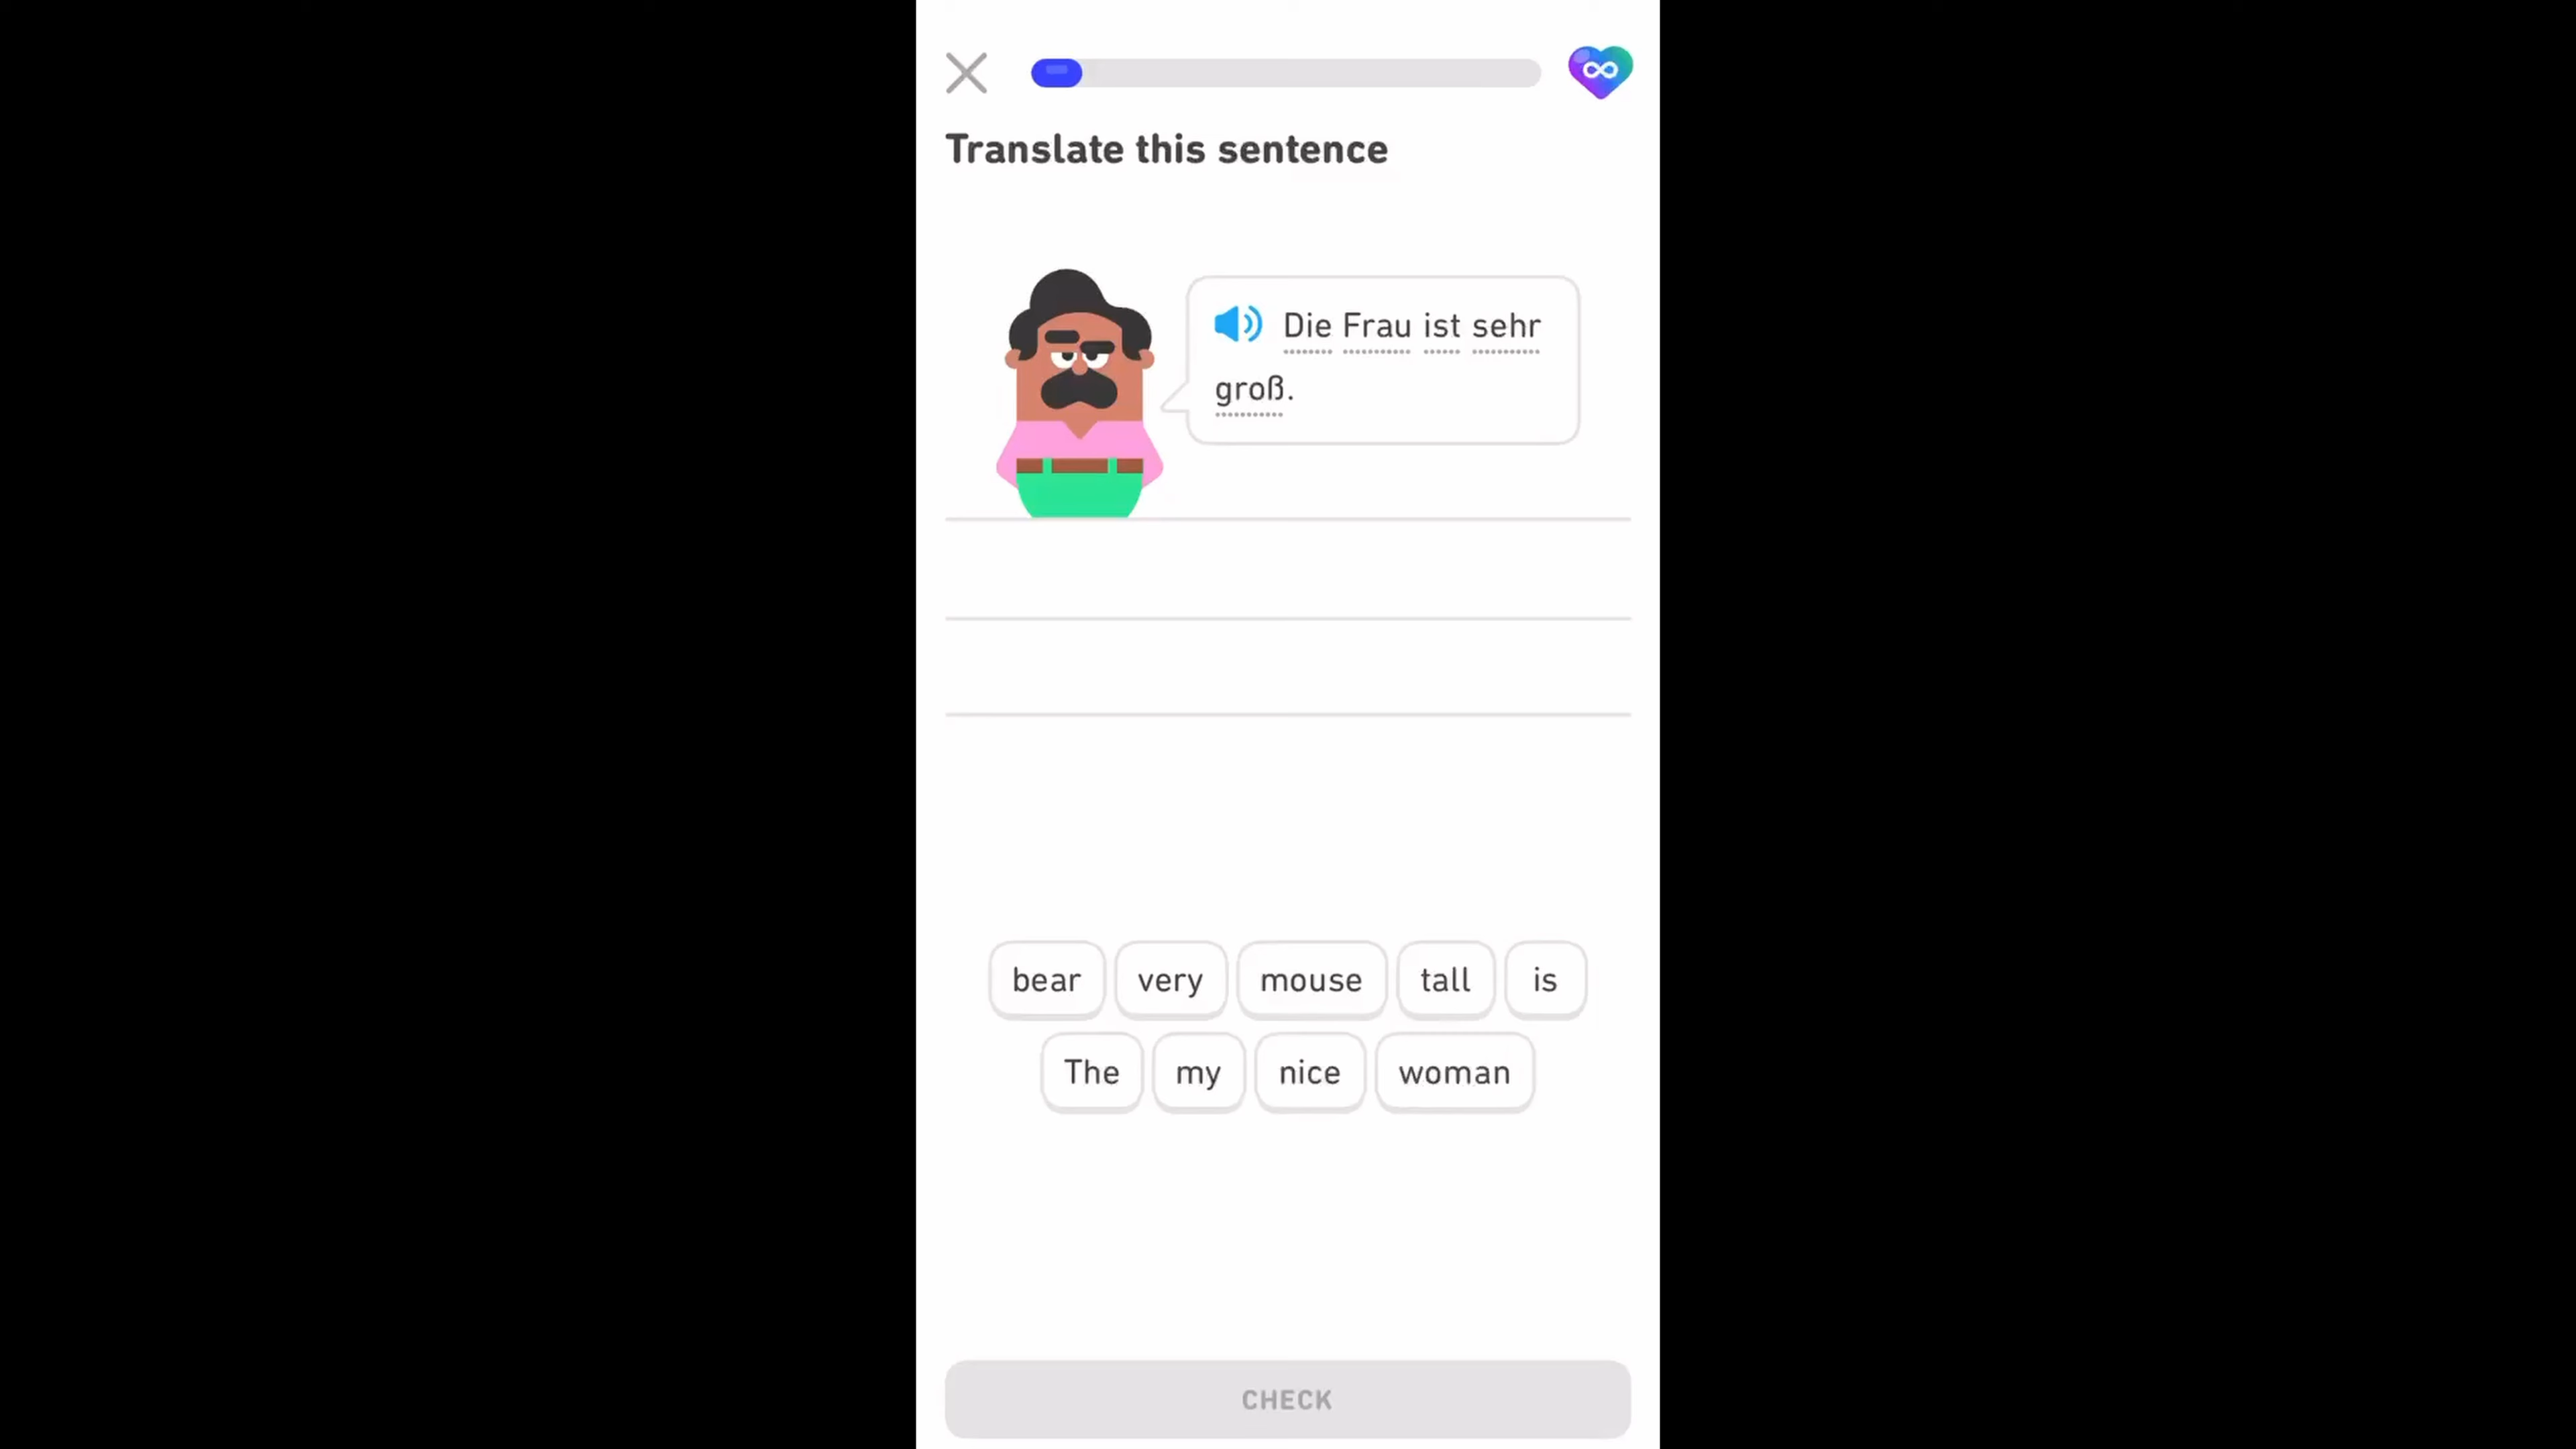 Translate this sentence
Die Frau ist sehr
groß.
bear very mouse tall is
The my nice woman
CHECK